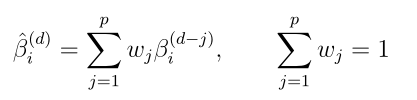 $$\hat{\beta}_i^{(d)} = \sum_{j=1}^{p} w_j \beta_i^{(d-j)}, \qquad \sum_{j=1}^{p} w_j = 1$$